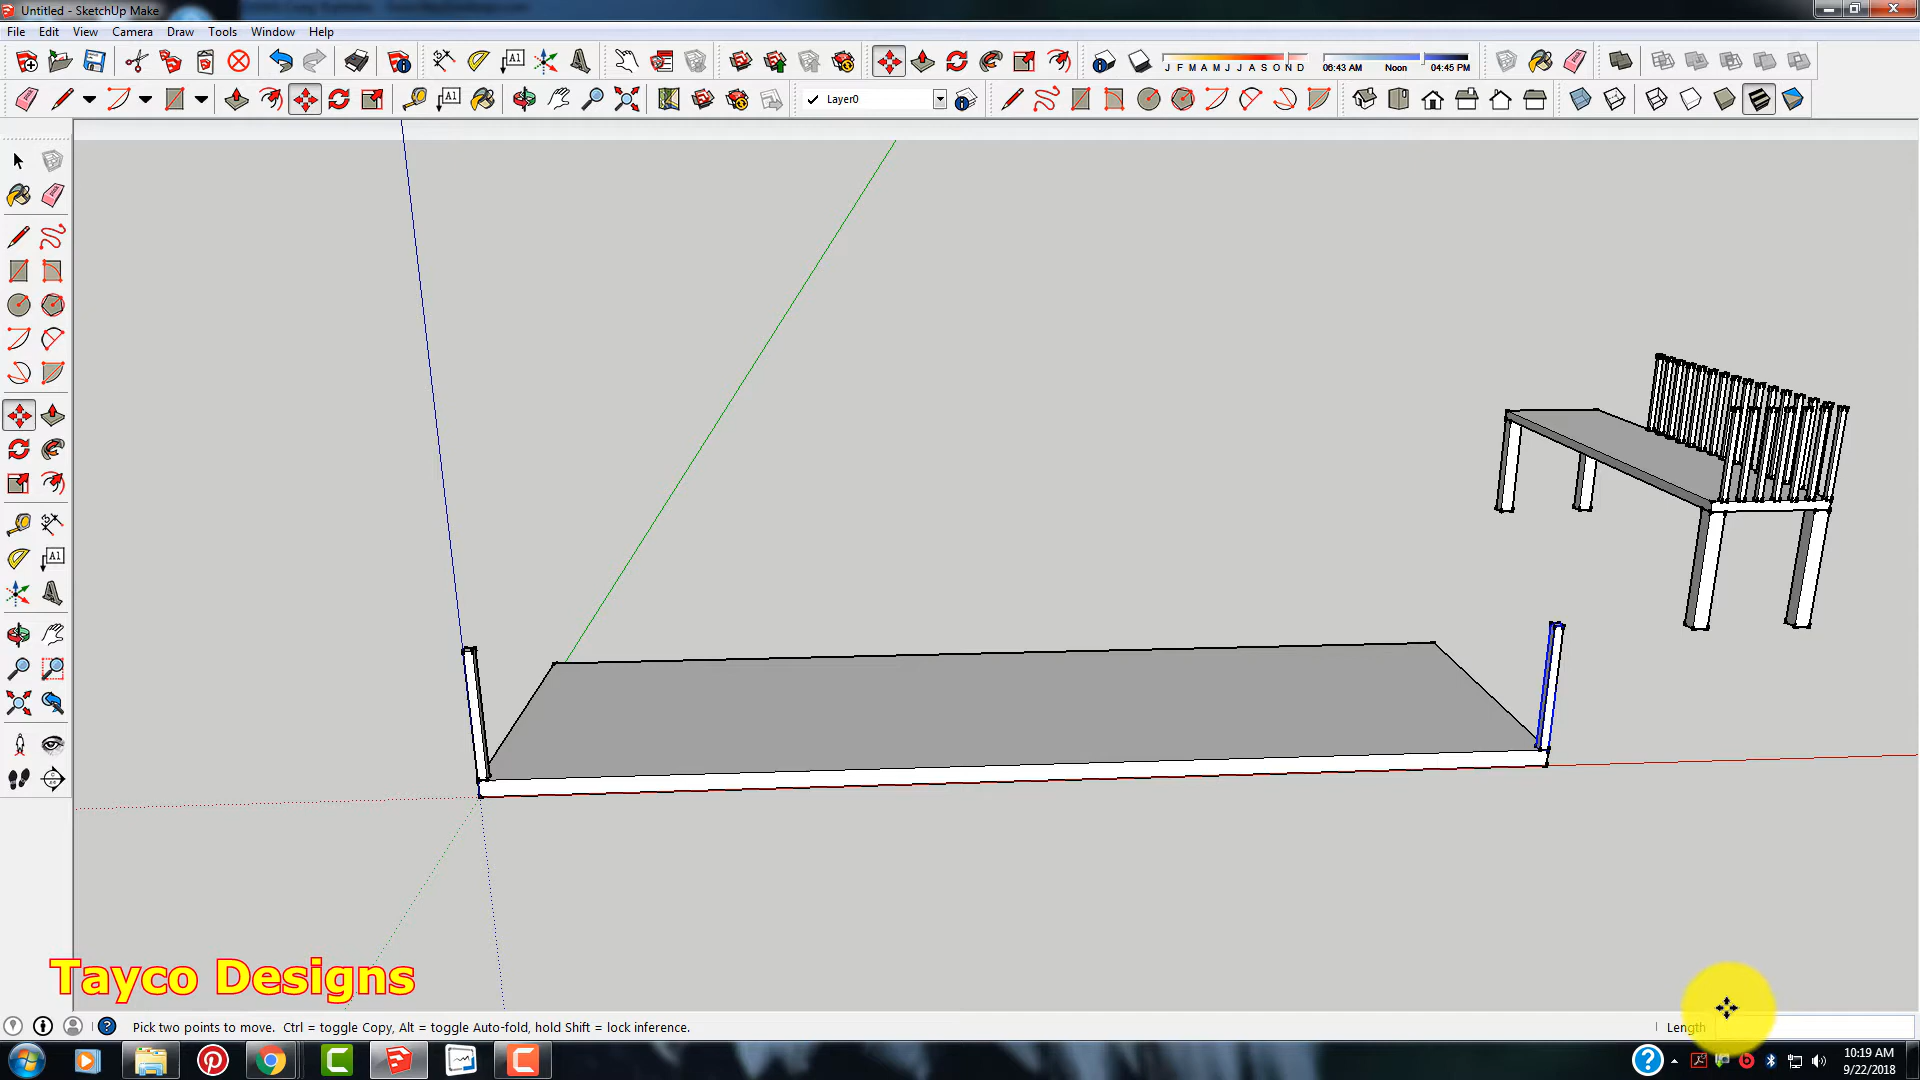 Untitled - SketchUp Make
File Edit View Camera Draw Tools Window Help
J F M A M J J A S O N D
06:43 AM Noon 04:45 PM
Layer0
Tayco Designs
Pick two points to move. Ctrl = toggle Copy, Alt = toggle Auto-fold, hold Shift = lock inference.
Length
10:19 AM
9/22/2018